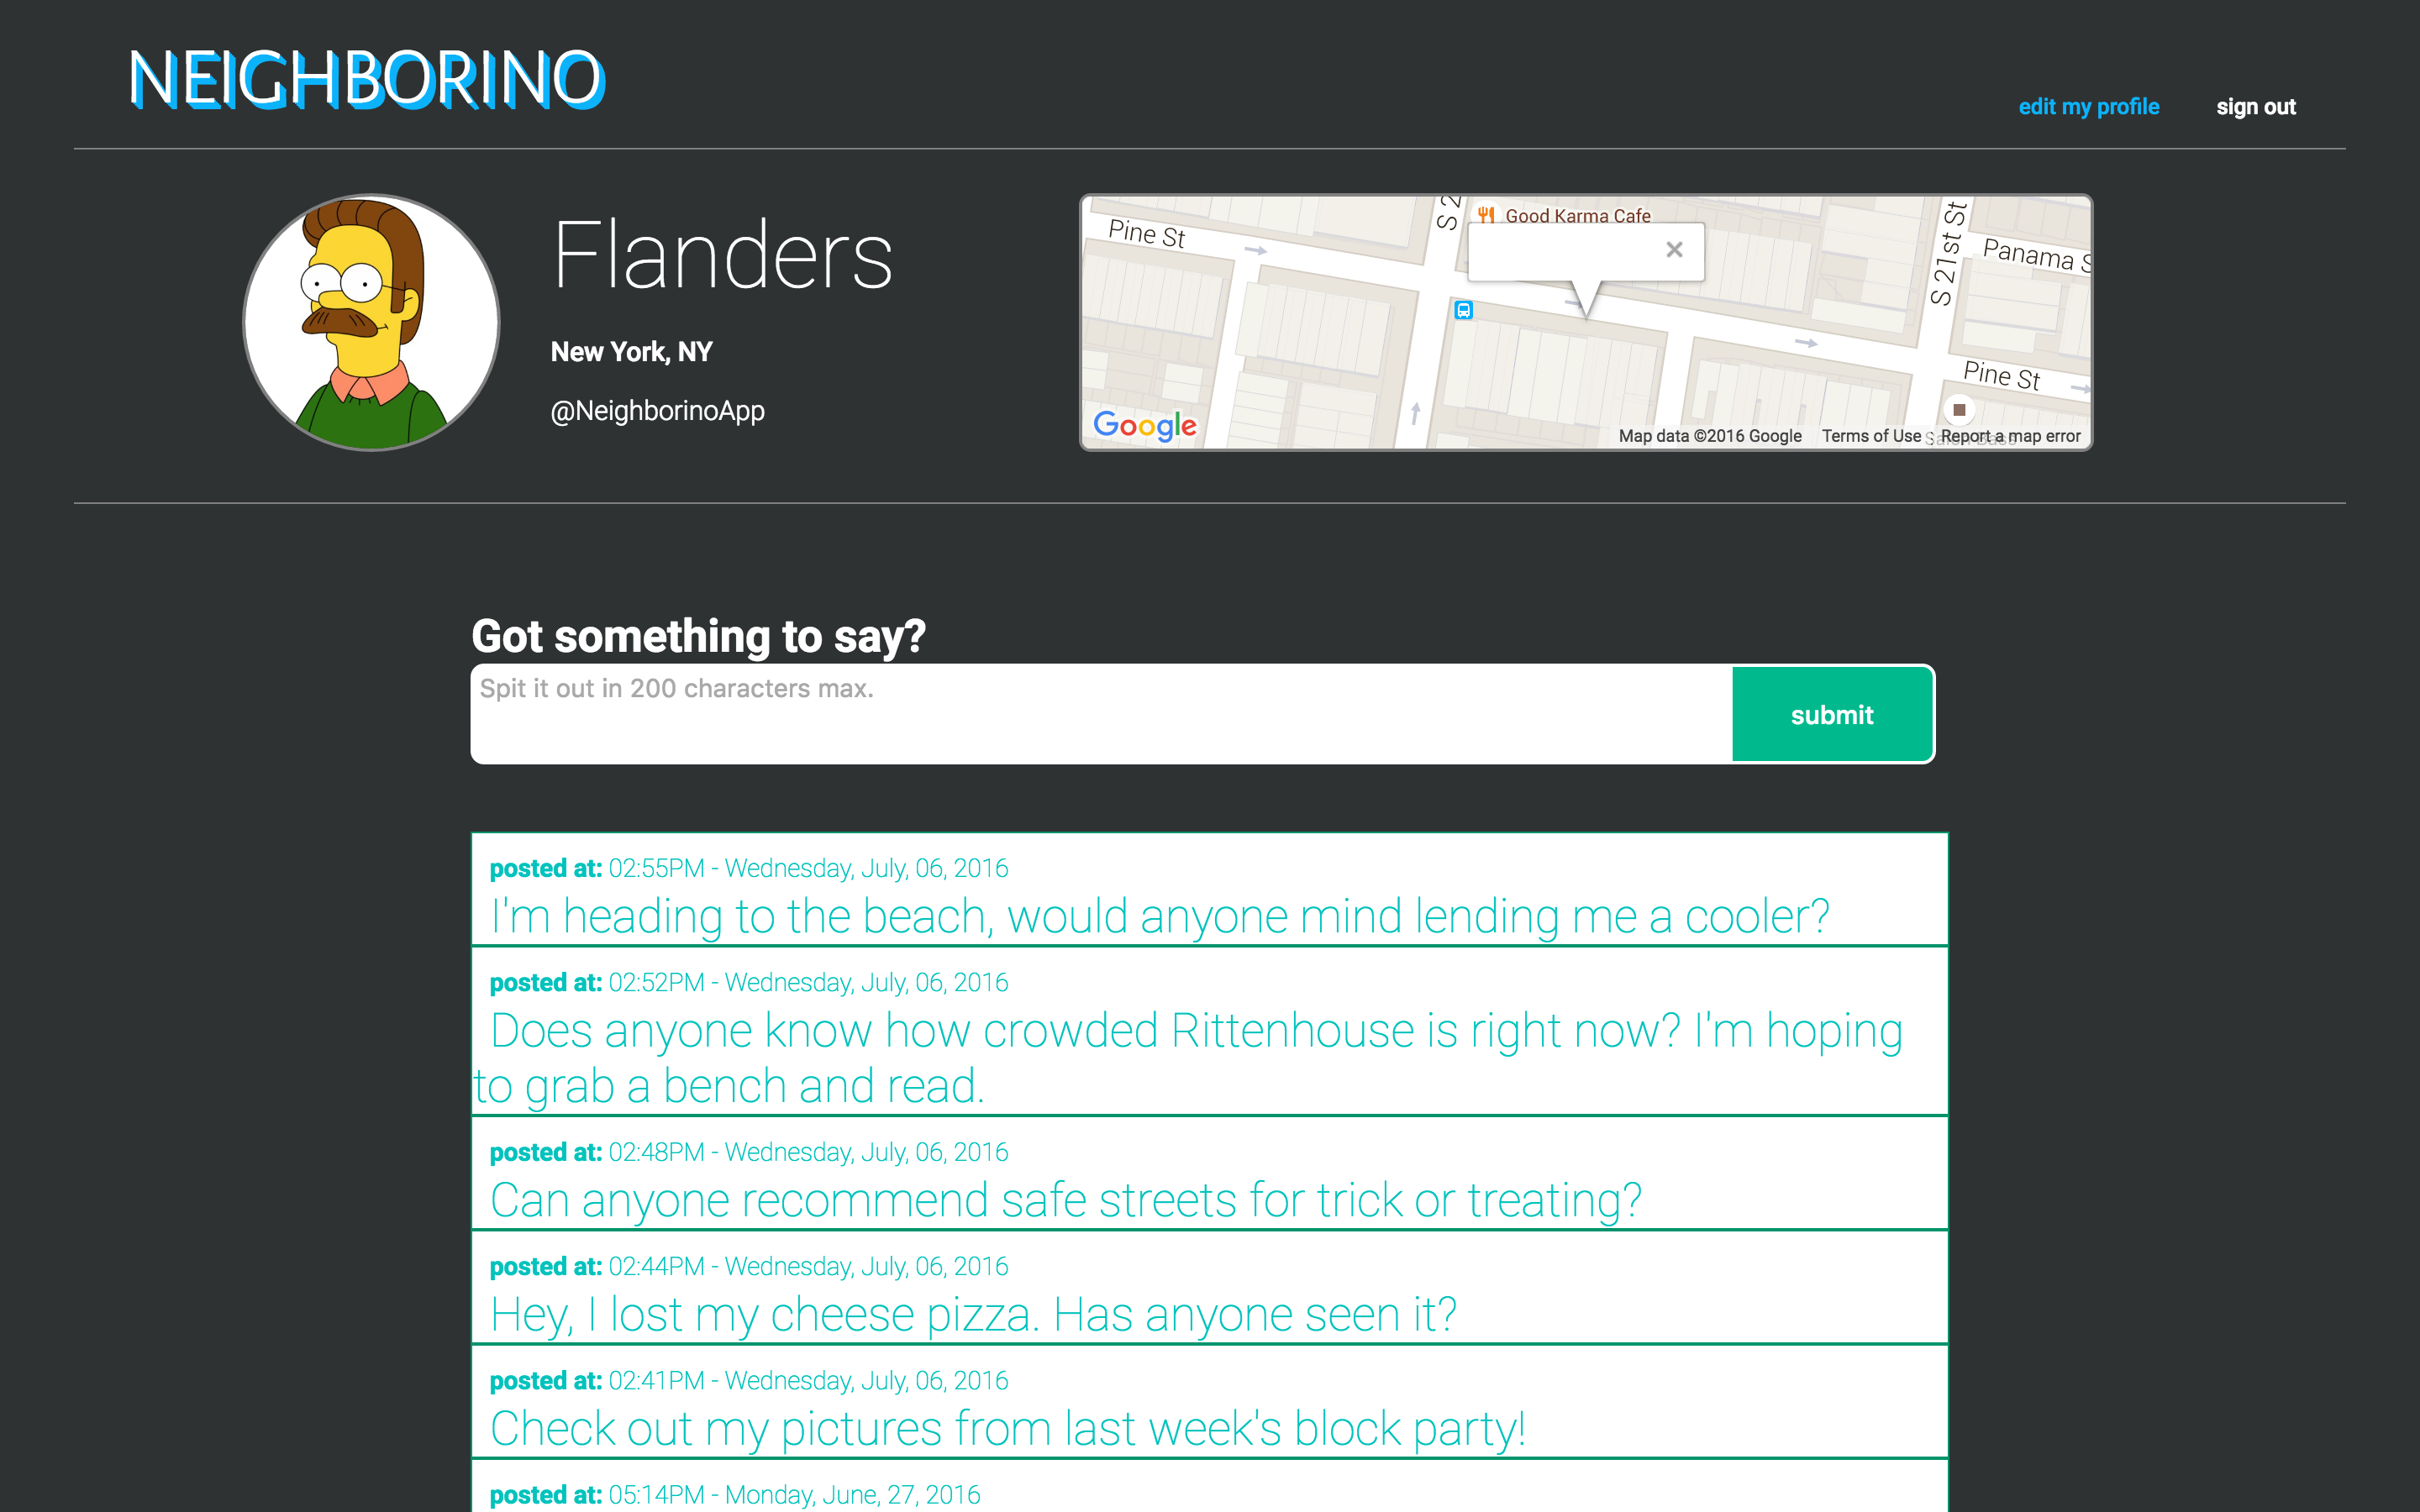 NEIGHBORINO
edit my profile
sign out
Flanders
New York, NY
@NeighborinoApp
Pine St
S 2
Good Karma Cafe
S 21st St
Panama S
Pine St
Google
Map data ©2016 Google
Terms of Use
Report a map error
Got something to say?
Spit it out in 200 characters max.
submit
posted at: 02:55PM - Wednesday, July, 06, 2016
I'm heading to the beach, would anyone mind lending me a cooler?
posted at: 02:52PM - Wednesday, July, 06, 2016
Does anyone know how crowded Rittenhouse is right now? I'm hoping
to grab a bench and read.
posted at: 02:48PM - Wednesday, July, 06, 2016
Can anyone recommend safe streets for trick or treating?
posted at: 02:44PM - Wednesday, July, 06, 2016
Hey, I lost my cheese pizza. Has anyone seen it?
posted at: 02:41PM - Wednesday, July, 06, 2016
Check out my pictures from last week's block party!
posted at: 05:14PM - Monday, June, 27, 2016